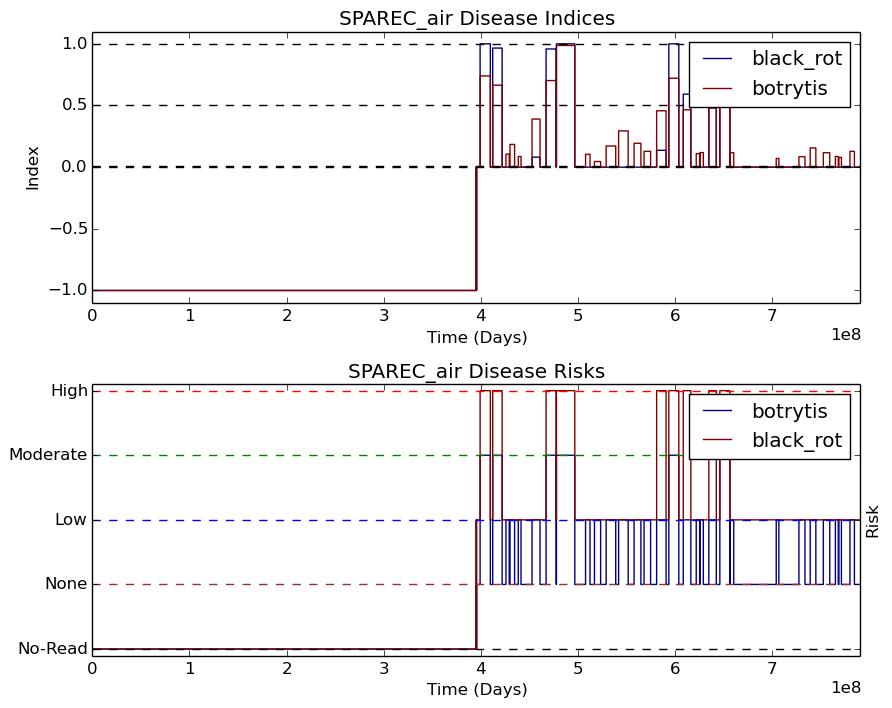 SPAREC_air Disease Indices
1.0
0.5
0.0
−0.5
−1.0
Index
black_rot
botrytis
0 1 2 3 4 5 6 7
1e8
Time (Days)
SPAREC_air Disease Risks
High
Moderate
Low
None
No-Read
botrytis
black_rot
Risk
0 1 2 3 4 5 6 7
1e8
Time (Days)